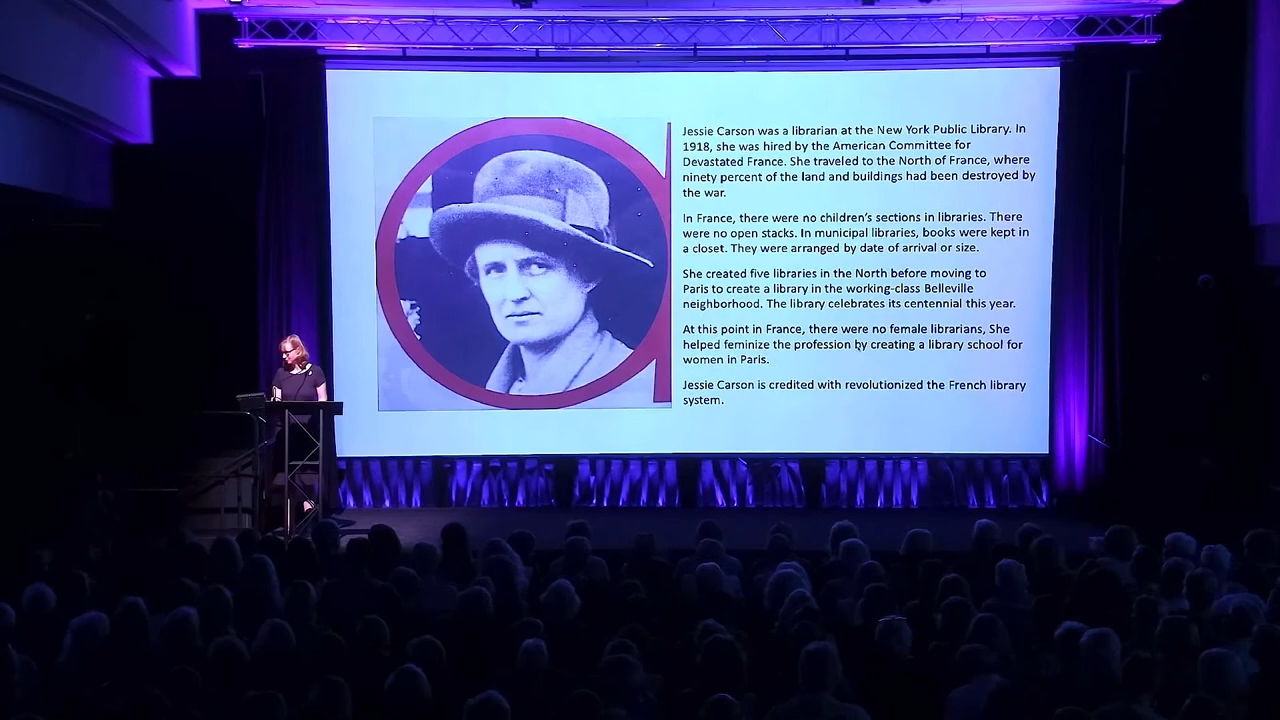 Jessie Carson was a librarian at the New York Public Library. In
1918, she was hired by the American Committee for
Devastated France. She traveled to the North of France, where
ninety percent of the land and buildings had been destroyed by
the war.
In France, there were no children's sections in libraries. There
were no open stacks. In municipal libraries, books were kept in
a closet. They were arranged by date of arrival or size.
She created five libraries in the North before moving to
Paris to create a library in the working-class Belleville
neighborhood. The library celebrates its centennial this year.
At this point in France, there were no female librarians, She
helped feminize the profession by creating a library school for
women in Paris.
Jessie Carson is credited with revolutionized the French library
system.